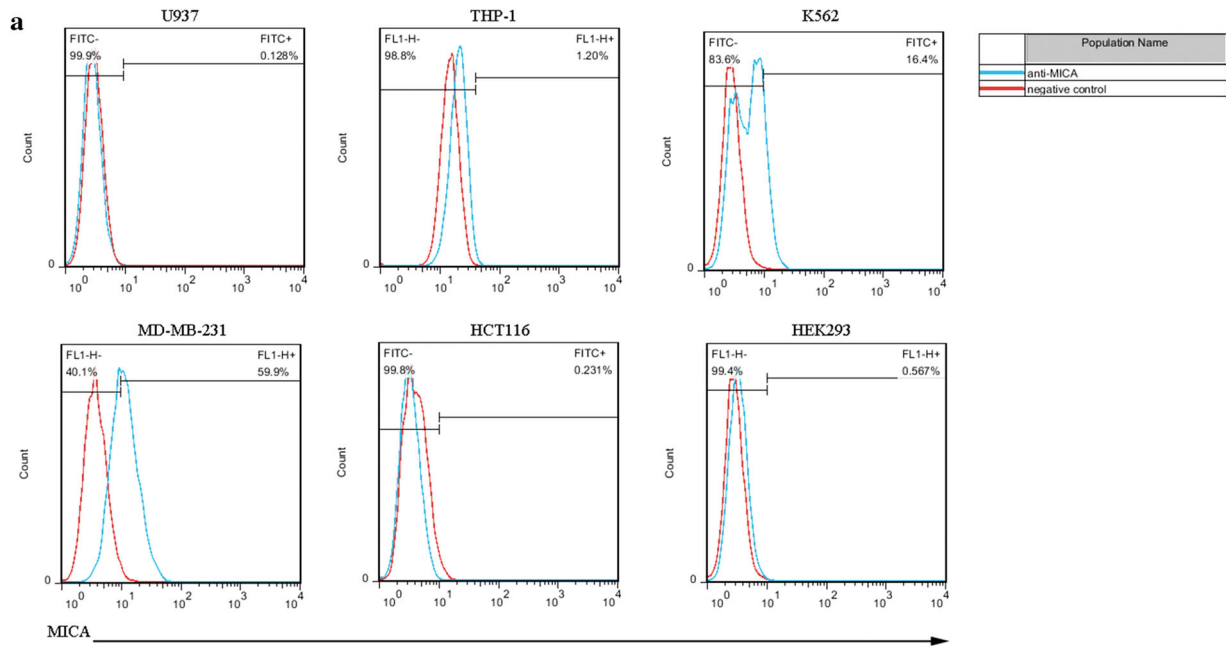 a
U937
THP-1
K562
FITC-
99.9%
FITC+
0.128%
FL1-H-
98.8%
FL1-H+
1.20%
FITC-
83.6%
FITC+
16.4%
Population Name
anti-MICA
negative control
Count
Count
Count
0
0
0
10^0 10^1 10^2 10^3 10^4
10^0 10^1 10^2 10^3 10^4
10^0 10^1 10^2 10^3 10^4
MD-MB-231
HCT116
HEK293
FL1-H-
40.1%
FL1-H+
59.9%
FITC-
99.8%
FITC+
0.231%
FL1-H-
99.4%
FL1-H+
0.567%
Count
Count
Count
0
0
0
10^0 10^1 10^2 10^3 10^4
10^0 10^1 10^2 10^3 10^4
10^0 10^1 10^2 10^3 10^4
MICA